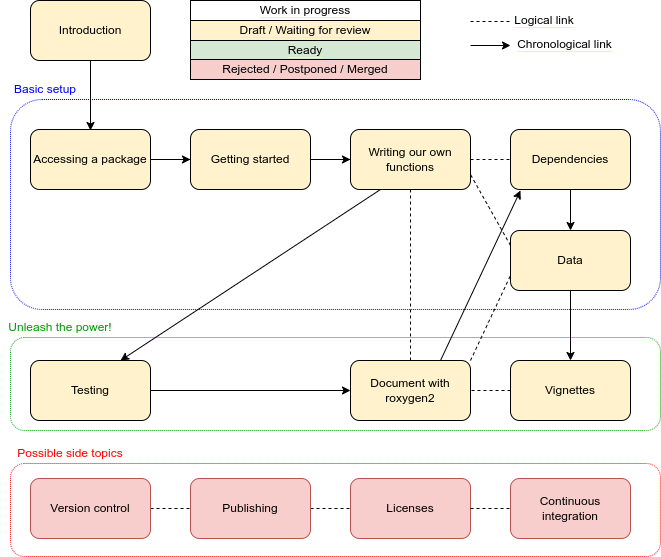 Introduction
Work in progress
Draft / Waiting for review
Ready
Rejected / Postponed / Merged
Logical link
Chronological link
Basic setup
Accessing a package
Getting started
Writing our own
functions
Dependencies
Data
Unleash the power!
Testing
Document with
roxygen2
Vignettes
Possible side topics
Version control
Publishing
Licenses
Continuous
integration